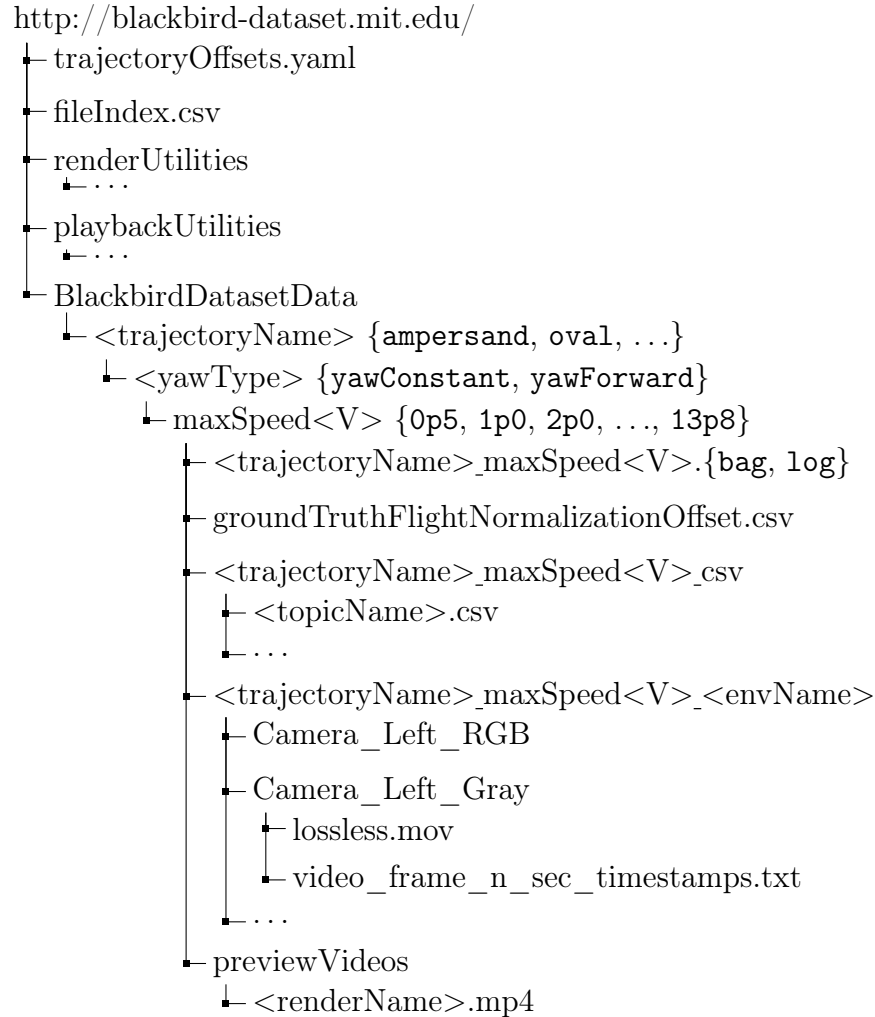 http://blackbird-dataset.mit.edu/
trajectoryOffsets.yaml
fileIndex.csv
renderUtilities
...
playbackUtilities
...
BlackbirdDatasetData
<trajectoryName> {ampersand, oval, ...}
<yawType> {yawConstant, yawForward}
maxSpeed<V> {0p5, 1p0, 2p0, ..., 13p8}
<trajectoryName>_maxSpeed<V>.{bag, log}
groundTruthFlightNormalizationOffset.csv
<trajectoryName>_maxSpeed<V>_csv
<topicName>.csv
...
<trajectoryName>_maxSpeed<V>_<envName>
Camera_Left_RGB
Camera_Left_Gray
lossless.mov
video_frame_n_sec_timestamps.txt
...
previewVideos
<renderName>.mp4